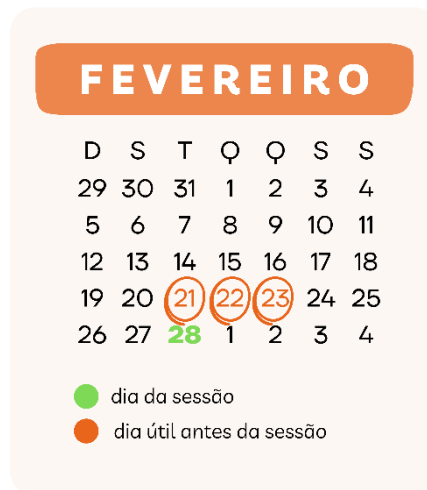 FEVEREIRO
D S T Q Q S S
29 30 31 1 2 3 4
5 6 7 8 9 10 11
12 13 14 15 16 17 18
19 20 21 22 23 24 25
26 27 28 1 2 3 4
dia da sessão
dia útil antes da sessão